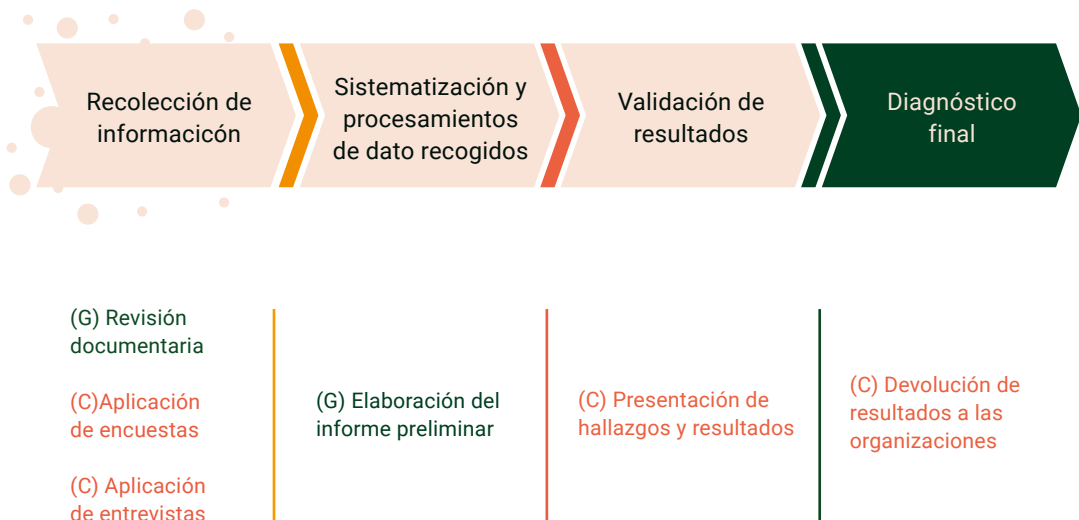 Recolección de
informacicón
Sistematización y
procesamientos
de dato recogidos
Validación de
resultados
Diagnóstico
final
(G) Revisión
documentaria
(C)Aplicación
de encuestas
(C) Aplicación
de entrevistas
(G) Elaboración del
informe preliminar
(C) Presentación de
hallazgos y resultados
(C) Devolución de
resultados a las
organizaciones